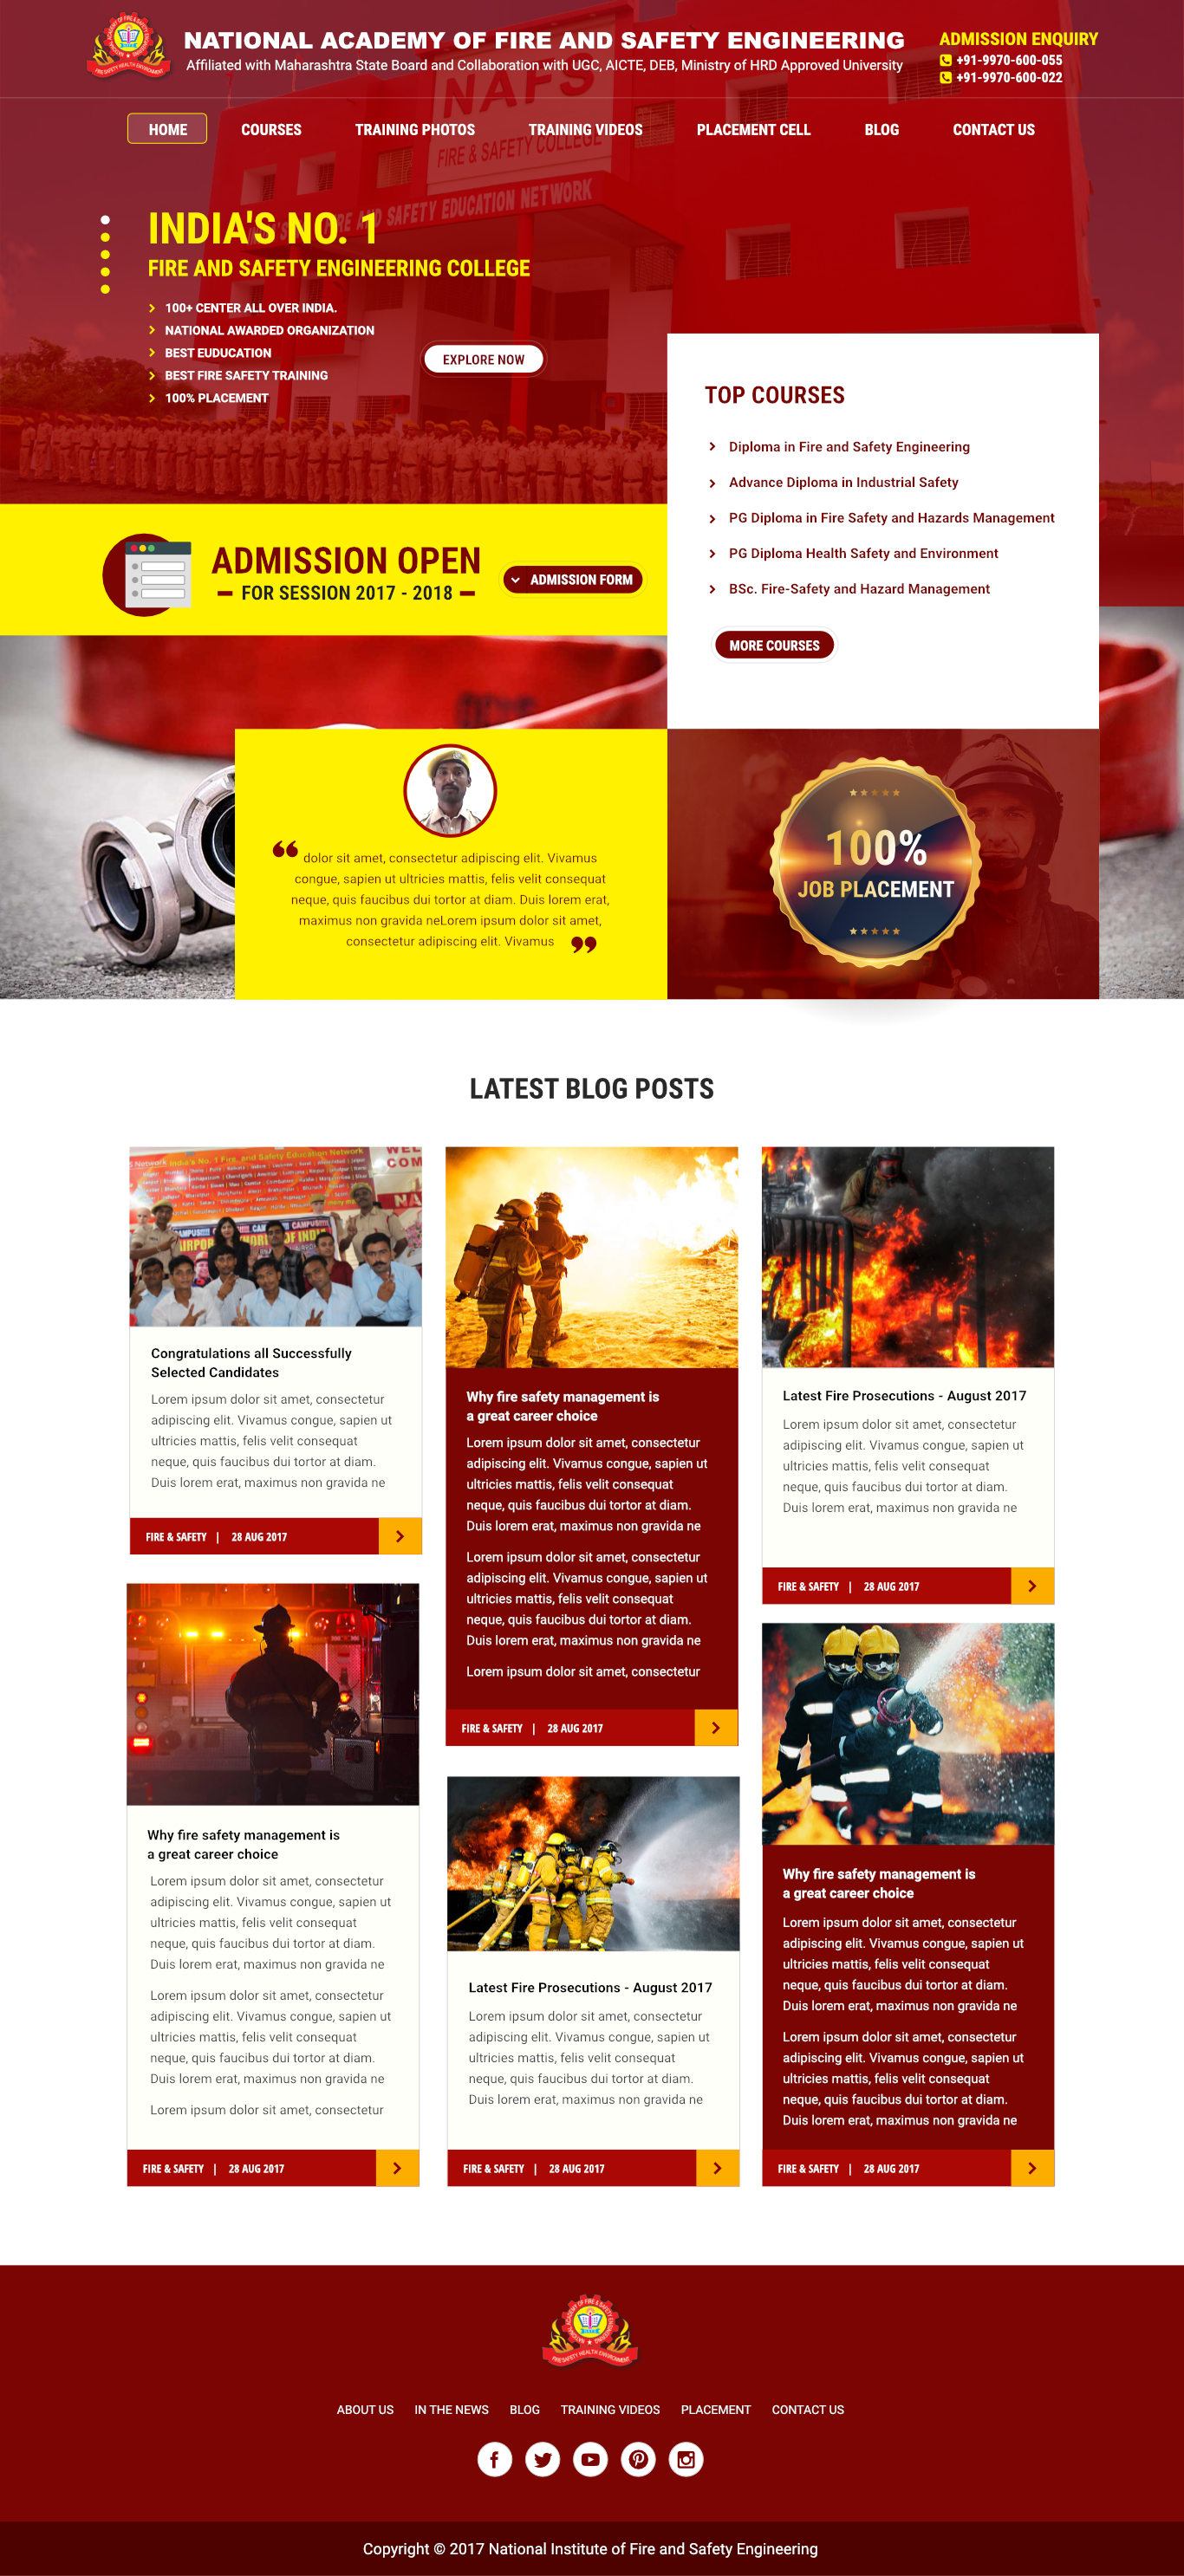 NATIONAL ACADEMY OF FIRE AND SAFETY ENGINEERING
Affiliated with Maharashtra State Board and Collaboration with UGC, AICTE, DEB, Ministry of HRD Approved University
ADMISSION ENQUIRY
+91-9970-600-055
+91-9970-600-022
NAFS
FIRE & SAFETY COLLEGE
FIRE AND SAFETY EDUCATION NETWORK
HOME
COURSES
TRAINING PHOTOS
TRAINING VIDEOS
PLACEMENT CELL
BLOG
CONTACT US
INDIA'S NO. 1
FIRE AND SAFETY ENGINEERING COLLEGE
100+ CENTER ALL OVER INDIA.
NATIONAL AWARDED ORGANIZATION
BEST EUDUCATION
BEST FIRE SAFETY TRAINING
100% PLACEMENT
EXPLORE NOW
TOP COURSES
Diploma in Fire and Safety Engineering
Advance Diploma in Industrial Safety
PG Diploma in Fire Safety and Hazards Management
PG Diploma Health Safety and Environment
BSc. Fire-Safety and Hazard Management
MORE COURSES
ADMISSION OPEN
FOR SESSION 2017 - 2018
ADMISSION FORM
“ dolor sit amet, consectetur adipiscing elit. Vivamus
congue, sapien ut ultricies mattis, felis velit consequat
neque, quis faucibus dui tortor at diam. Duis lorem erat,
maximus non gravida neLorem ipsum dolor sit amet,
consectetur adipiscing elit. Vivamus ”
100%
JOB PLACEMENT
LATEST BLOG POSTS
Congratulations all Successfully
Selected Candidates
Lorem ipsum dolor sit amet, consectetur
adipiscing elit. Vivamus congue, sapien ut
ultricies mattis, felis velit consequat
neque, quis faucibus dui tortor at diam.
Duis lorem erat, maximus non gravida ne
FIRE & SAFETY | 28 AUG 2017
Why fire safety management is
a great career choice
Lorem ipsum dolor sit amet, consectetur
adipiscing elit. Vivamus congue, sapien ut
ultricies mattis, felis velit consequat
neque, quis faucibus dui tortor at diam.
Duis lorem erat, maximus non gravida ne
Lorem ipsum dolor sit amet, consectetur
adipiscing elit. Vivamus congue, sapien ut
ultricies mattis, felis velit consequat
neque, quis faucibus dui tortor at diam.
Duis lorem erat, maximus non gravida ne
Lorem ipsum dolor sit amet, consectetur
FIRE & SAFETY | 28 AUG 2017
Latest Fire Prosecutions - August 2017
Lorem ipsum dolor sit amet, consectetur
adipiscing elit. Vivamus congue, sapien ut
ultricies mattis, felis velit consequat
neque, quis faucibus dui tortor at diam.
Duis lorem erat, maximus non gravida ne
FIRE & SAFETY | 28 AUG 2017
Why fire safety management is
a great career choice
Lorem ipsum dolor sit amet, consectetur
adipiscing elit. Vivamus congue, sapien ut
ultricies mattis, felis velit consequat
neque, quis faucibus dui tortor at diam.
Duis lorem erat, maximus non gravida ne
Lorem ipsum dolor sit amet, consectetur
adipiscing elit. Vivamus congue, sapien ut
ultricies mattis, felis velit consequat
neque, quis faucibus dui tortor at diam.
Duis lorem erat, maximus non gravida ne
Lorem ipsum dolor sit amet, consectetur
FIRE & SAFETY | 28 AUG 2017
Latest Fire Prosecutions - August 2017
Lorem ipsum dolor sit amet, consectetur
adipiscing elit. Vivamus congue, sapien ut
ultricies mattis, felis velit consequat
neque, quis faucibus dui tortor at diam.
Duis lorem erat, maximus non gravida ne
FIRE & SAFETY | 28 AUG 2017
Why fire safety management is
a great career choice
Lorem ipsum dolor sit amet, consectetur
adipiscing elit. Vivamus congue, sapien ut
ultricies mattis, felis velit consequat
neque, quis faucibus dui tortor at diam.
Duis lorem erat, maximus non gravida ne
Lorem ipsum dolor sit amet, consectetur
adipiscing elit. Vivamus congue, sapien ut
ultricies mattis, felis velit consequat
neque, quis faucibus dui tortor at diam.
Duis lorem erat, maximus non gravida ne
FIRE & SAFETY | 28 AUG 2017
ABOUT US
IN THE NEWS
BLOG
TRAINING VIDEOS
PLACEMENT
CONTACT US
Copyright © 2017 National Institute of Fire and Safety Engineering